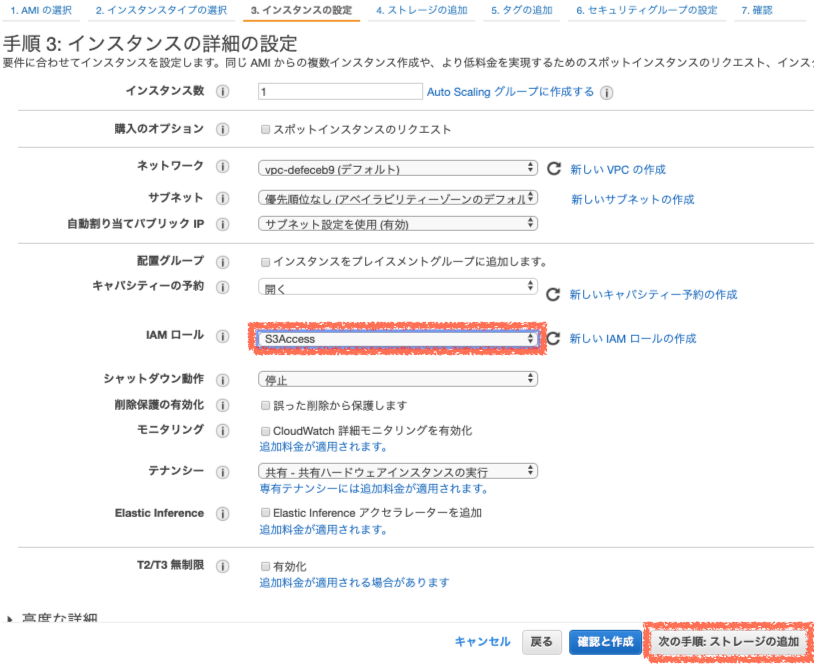 1. AMI の選択 2. インスタンスタイプの選択 3. インスタンスの設定 4. ストレージの追加 5. タグの追加 6. セキュリティグループの設定 7. 確認
手順 3: インスタンスの詳細の設定
要件に合わせてインスタンスを設定します。同じ AMI からの複数インスタンス作成や、より低料金を実現するためのスポットインスタンスのリクエスト、インス
インスタンス数 i 1 Auto Scaling グループに作成する i
購入のオプション i スポットインスタンスのリクエスト
ネットワーク i vpc-defeceb9 (デフォルト) 新しい VPC の作成
サブネット i 優先順位なし (アベイラビリティーゾーンのデフォル 新しいサブネットの作成
自動割り当てパブリック IP i サブネット設定を使用 (有効)
配置グループ i インスタンスをプレイスメントグループに追加します。
キャパシティーの予約 i 開く 新しいキャパシティー予約の作成
IAM ロール i S3Access 新しい IAM ロールの作成
シャットダウン動作 i 停止
削除保護の有効化 i 誤った削除から保護します
モニタリング i CloudWatch 詳細モニタリングを有効化
追加料金が適用されます。
テナンシー i 共有 - 共有ハードウェアインスタンスの実行
専有テナンシーには追加料金が適用されます。
Elastic Inference i Elastic Inference アクセラレーターを追加
追加料金が適用されます。
T2/T3 無制限 i 有効化
追加料金が適用される場合があります
高度な詳細
キャンセル 戻る 確認と作成 次の手順: ストレージの追加